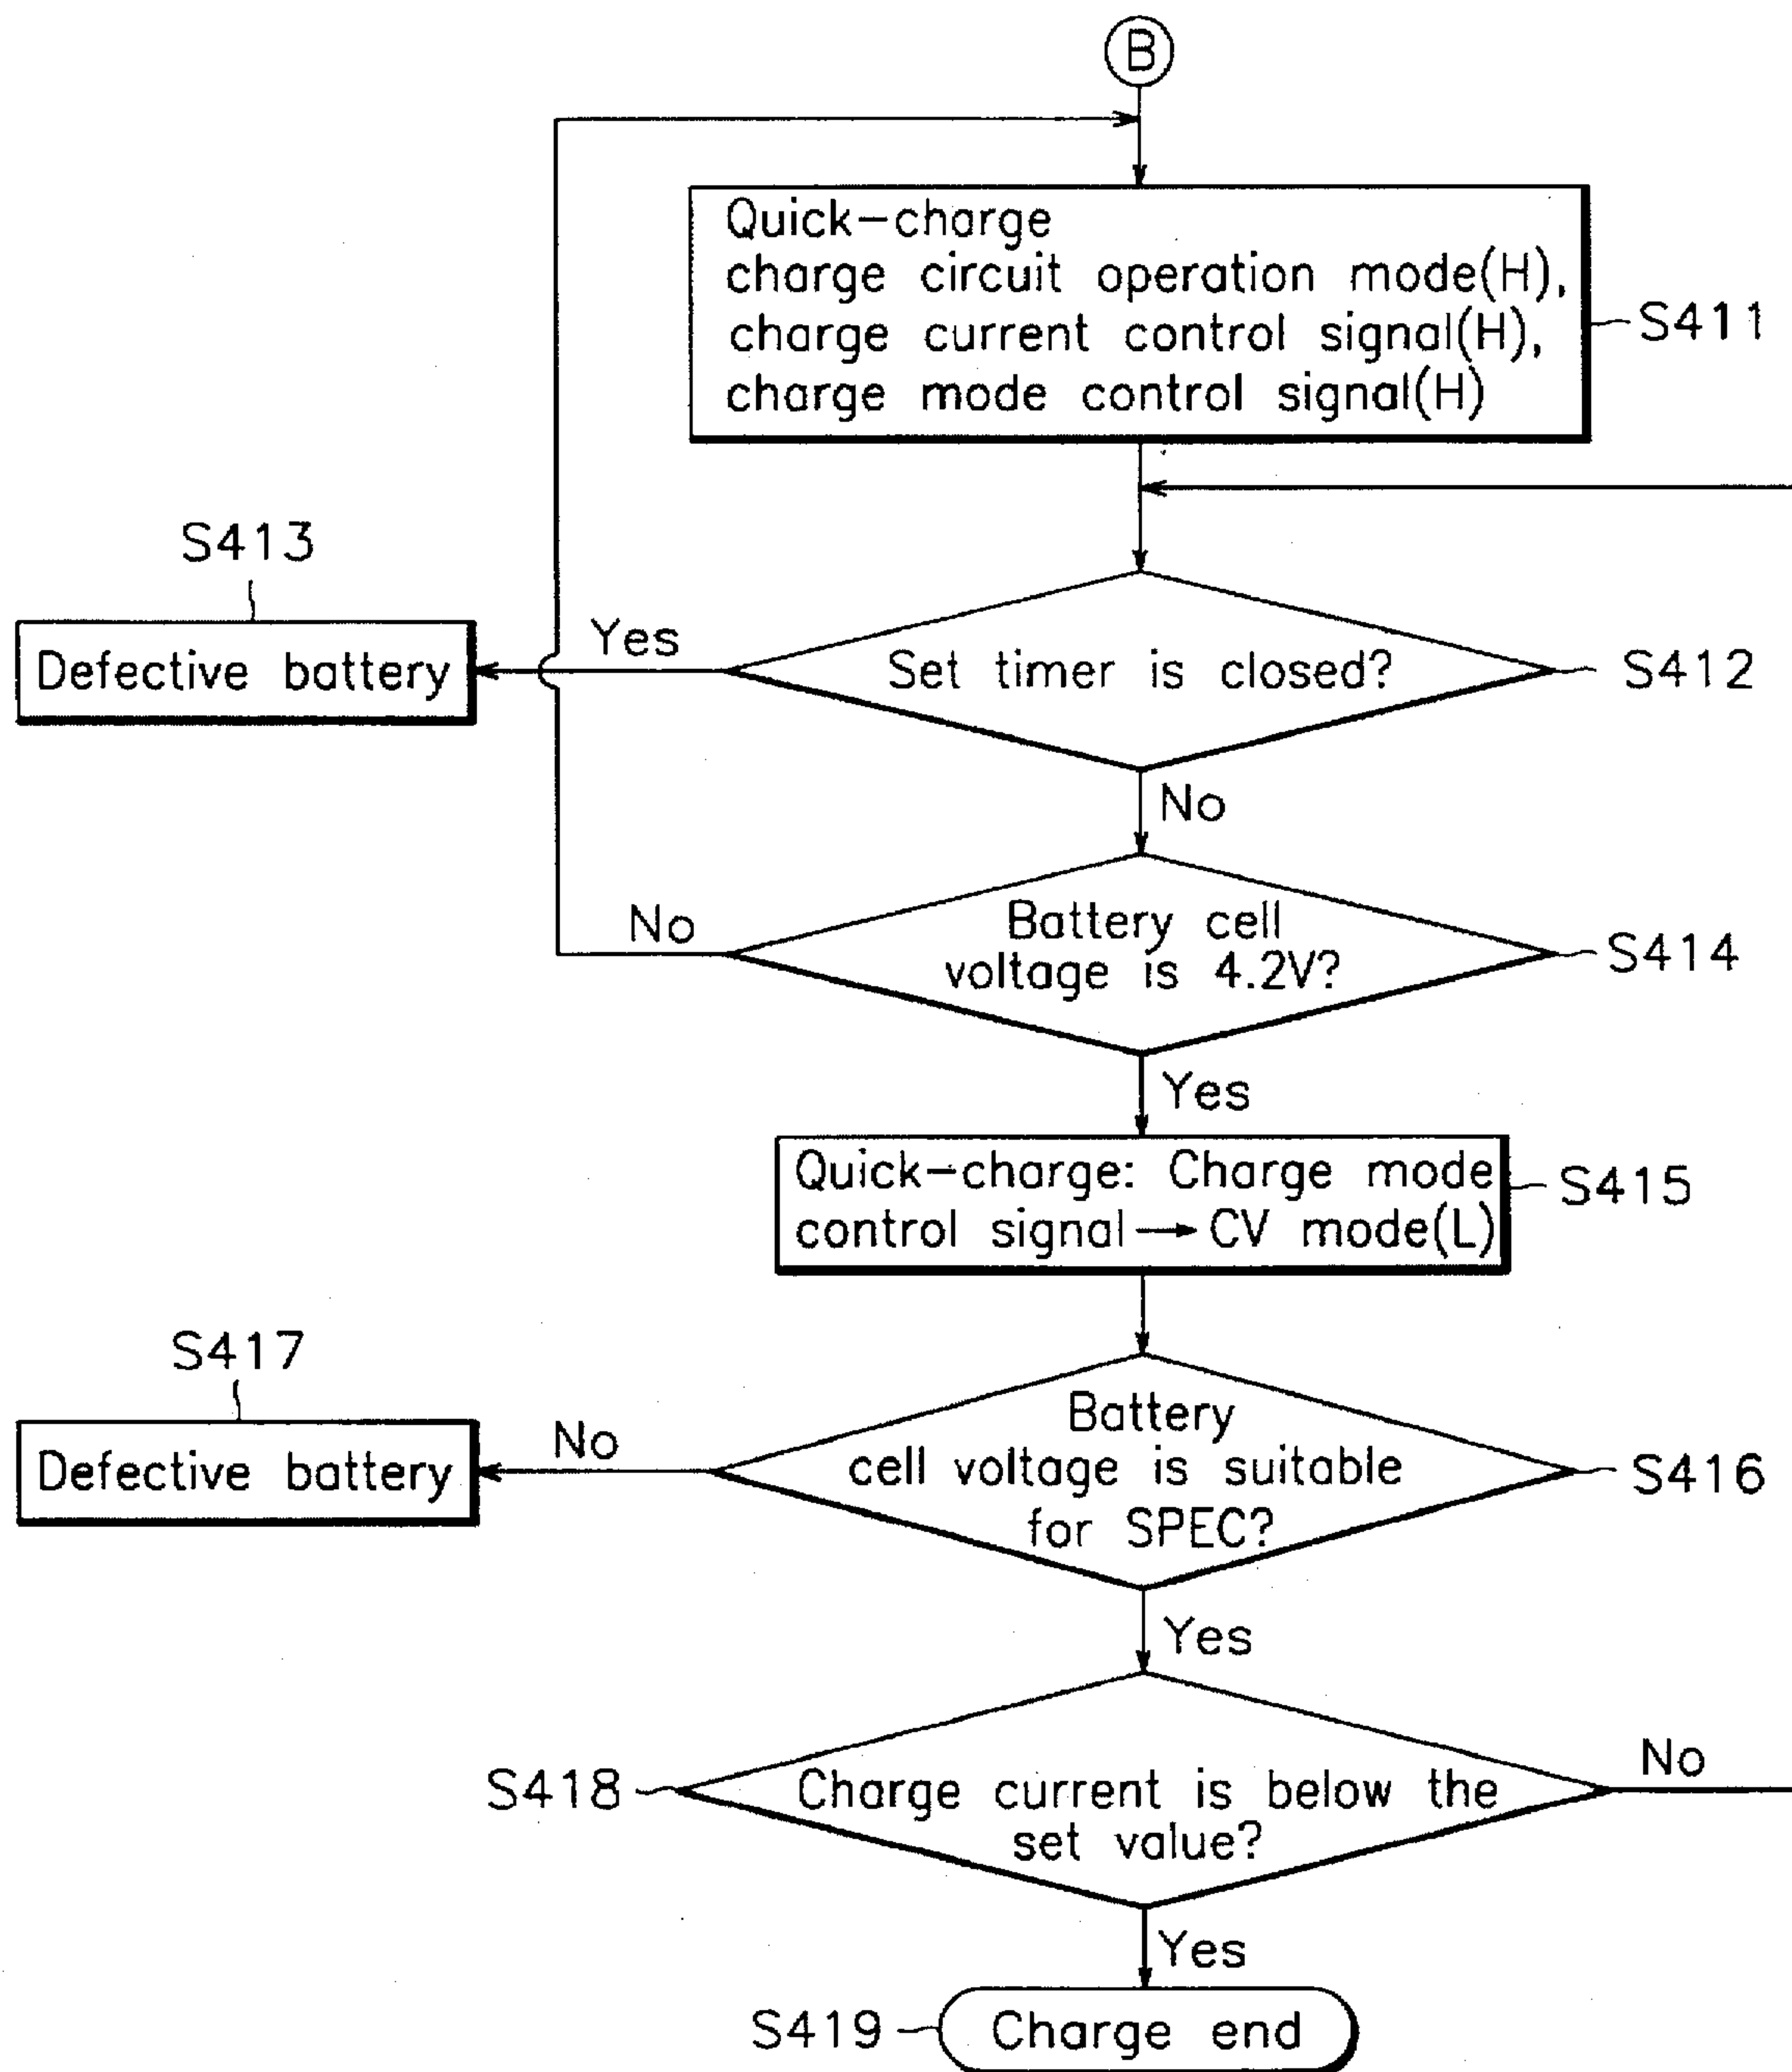 B
Quick-charge
charge circuit operation mode(H),
charge current control signal(H),
charge mode control signal(H)
S411
S413
Defective battery
Yes
Set timer is closed?
S412
No
No
Battery cell
voltage is 4.2V?
S414
Yes
Quick-charge: Charge mode
control signal → CV mode(L)
S415
S417
Defective battery
No
Battery
cell voltage is suitable
for SPEC?
S416
Yes
S418
Charge current is below the
set value?
No
Yes
S419
Charge end